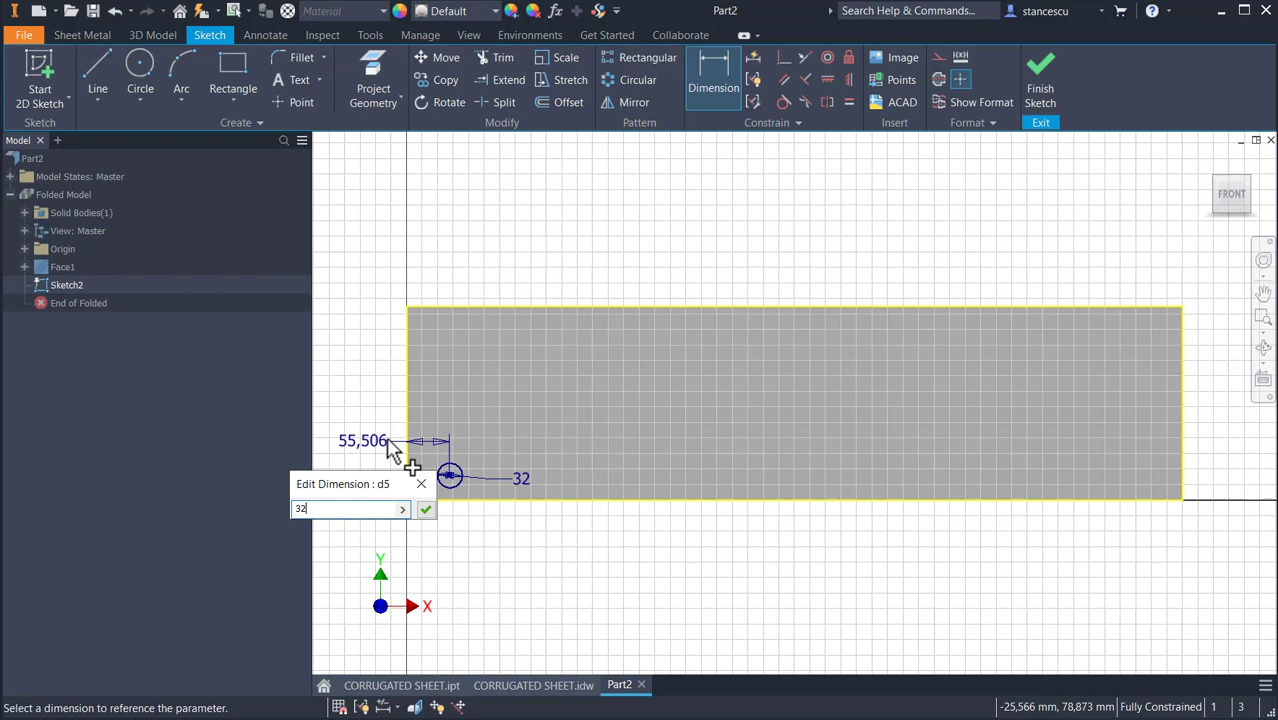 Material
Default
Part2
Search Help & Commands...
stancescu
File
Sheet Metal
3D Model
Sketch
Annotate
Inspect
Tools
Manage
View
Environments
Get Started
Collaborate
Start
2D Sketch
Line
Circle
Arc
Rectangle
Fillet
Text
Point
Project
Geometry
Move
Copy
Rotate
Trim
Extend
Split
Scale
Stretch
Offset
Rectangular
Circular
Mirror
Dimension
Image
Points
ACAD
Show Format
Finish
Sketch
Sketch
Create
Modify
Pattern
Constrain
Insert
Format
Exit
Model
Part2
Model States: Master
Folded Model
Solid Bodies(1)
View: Master
Origin
Face1
Sketch2
End of Folded
FRONT
55,506
32
Edit Dimension : d5
32
Y
X
CORRUGATED SHEET.ipt
CORRUGATED SHEET.idw
Part2
Select a dimension to reference the parameter.
-25,566 mm, 78,873 mm
Fully Constrained
1
3